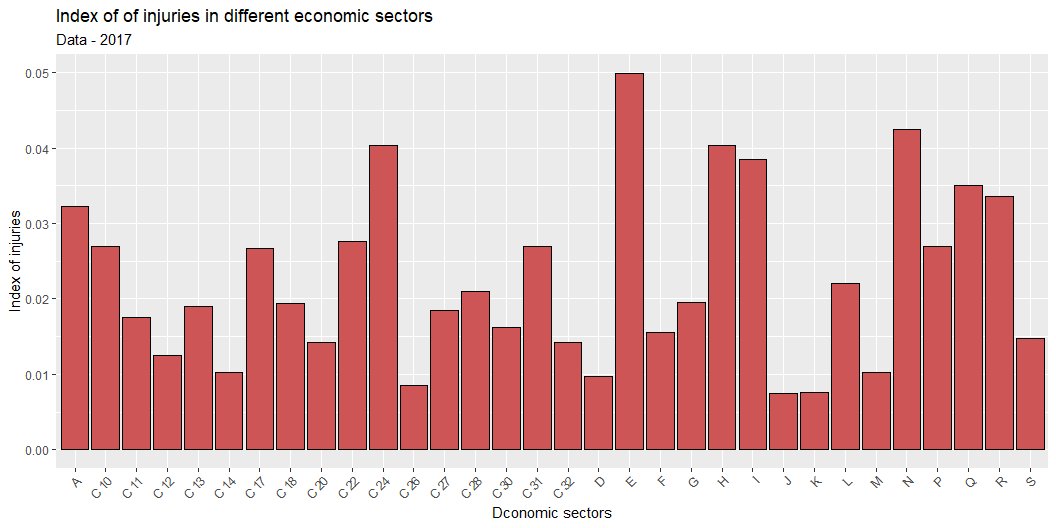 Index of of injuries in different economic sectors
Data - 2017
Index of injuries
0.05
0.04
0.03
0.02
0.01
0.00
A C 10 C 11 C 12 C 13 C 14 C 17 C 18 C 20 C 22 C 24 C 26 C 27 C 28 C 30 C 31 C 32 D E F G H I J K L M N P Q R S
Dconomic sectors